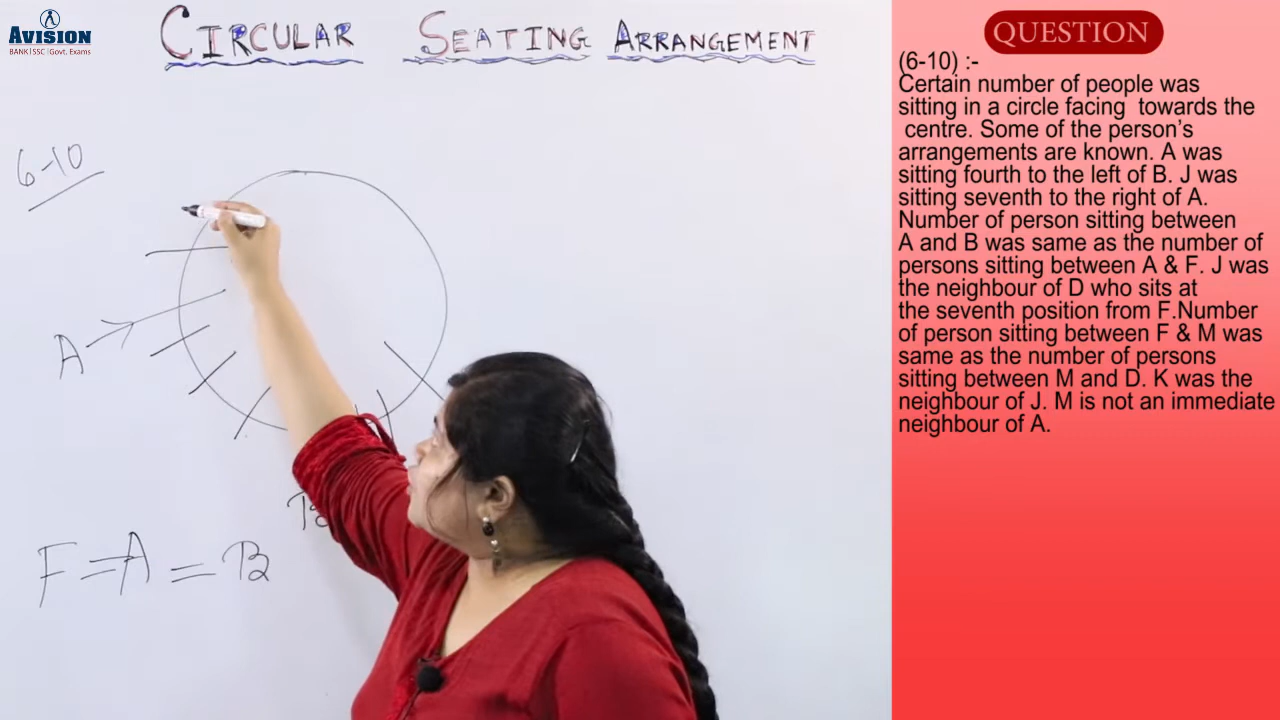 AVISION
BANK|SSC|Govt. Exams
CIRCULAR SEATING ARRANGEMENT
6-10
A
F = A = B
QUESTION
(6-10) :-
Certain number of people was
sitting in a circle facing towards the
centre. Some of the person's
arrangements are known. A was
sitting fourth to the left of B. J was
sitting seventh to the right of A.
Number of person sitting between
A and B was same as the number of
persons sitting between A & F. J was
the neighbour of D who sits at
the seventh position from F.Number
of person sitting between F & M was
same as the number of persons
sitting between M and D. K was the
neighbour of J. M is not an immediate
neighbour of A.